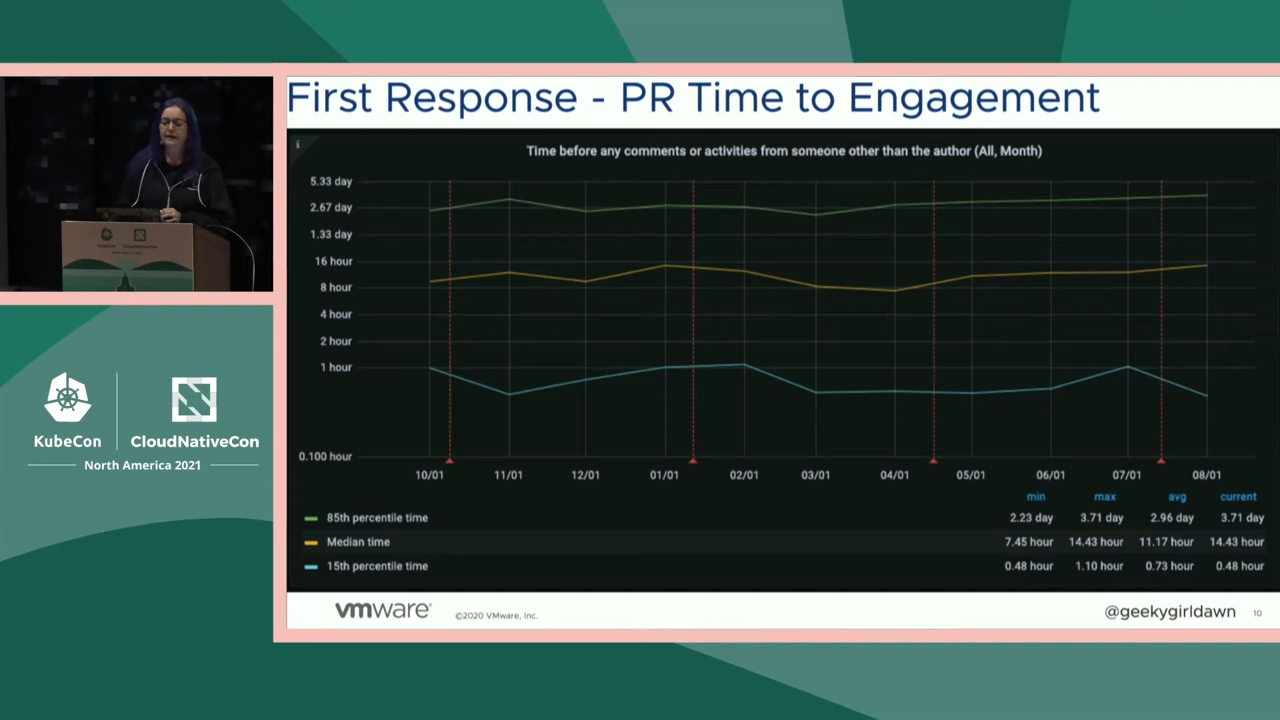 First Response - PR Time to Engagement
i
Time before any comments or activities from someone other than the author (All, Month)
5.33 day
2.67 day
1.33 day
16 hour
8 hour
4 hour
2 hour
1 hour
0.100 hour
10/01 11/01 12/01 01/01 02/01 03/01 04/01 05/01 06/01 07/01 08/01
min max avg current
85th percentile time 2.23 day 3.71 day 2.96 day 3.71 day
Median time 7.45 hour 14.43 hour 11.17 hour 14.43 hour
15th percentile time 0.48 hour 1.10 hour 0.73 hour 0.48 hour
vmware® ©2020 VMware, Inc. @geekygirldawn 10
KubeCon CloudNativeCon
North America 2021
KubeCon CloudNativeCon